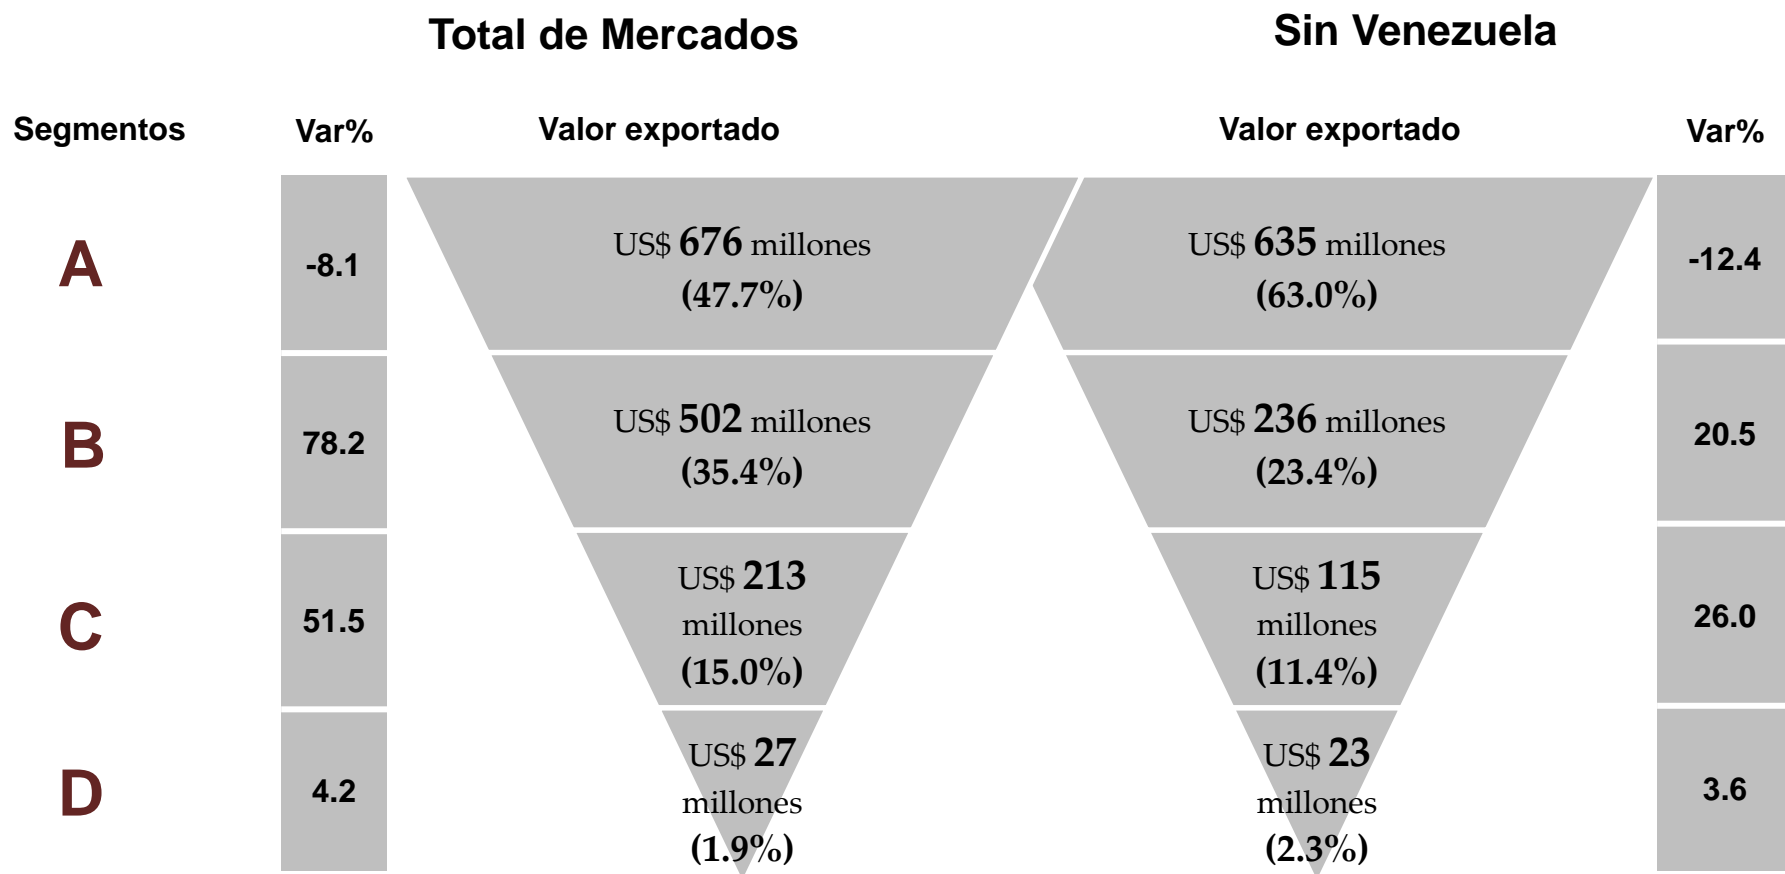 Total de Mercados
Sin Venezuela
Segmentos
Var%
Valor exportado
Valor exportado
Var%
A
-8.1
US$ 676 millones
(47.7%)
US$ 635 millones
(63.0%)
-12.4
B
78.2
US$ 502 millones
(35.4%)
US$ 236 millones
(23.4%)
20.5
C
51.5
US$ 213
millones
(15.0%)
US$ 115
millones
(11.4%)
26.0
D
4.2
US$ 27
millones
(1.9%)
US$ 23
millones
(2.3%)
3.6